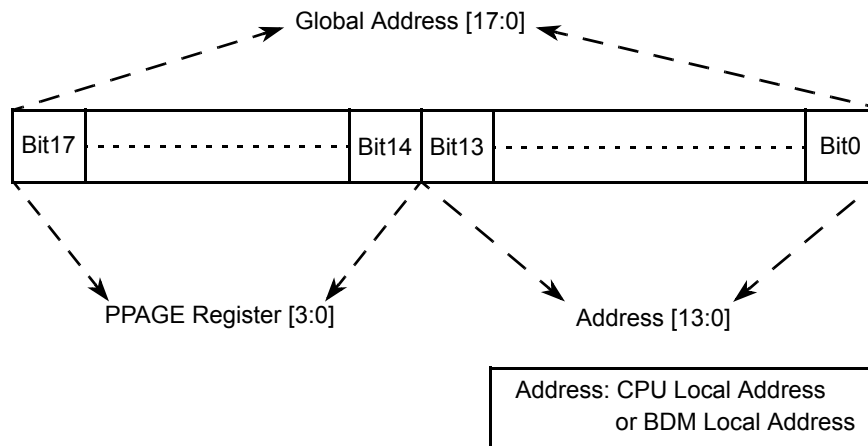 Global Address [17:0]
Bit17
Bit14
Bit13
Bit0
PPAGE Register [3:0]
Address [13:0]
Address: CPU Local Address
or BDM Local Address